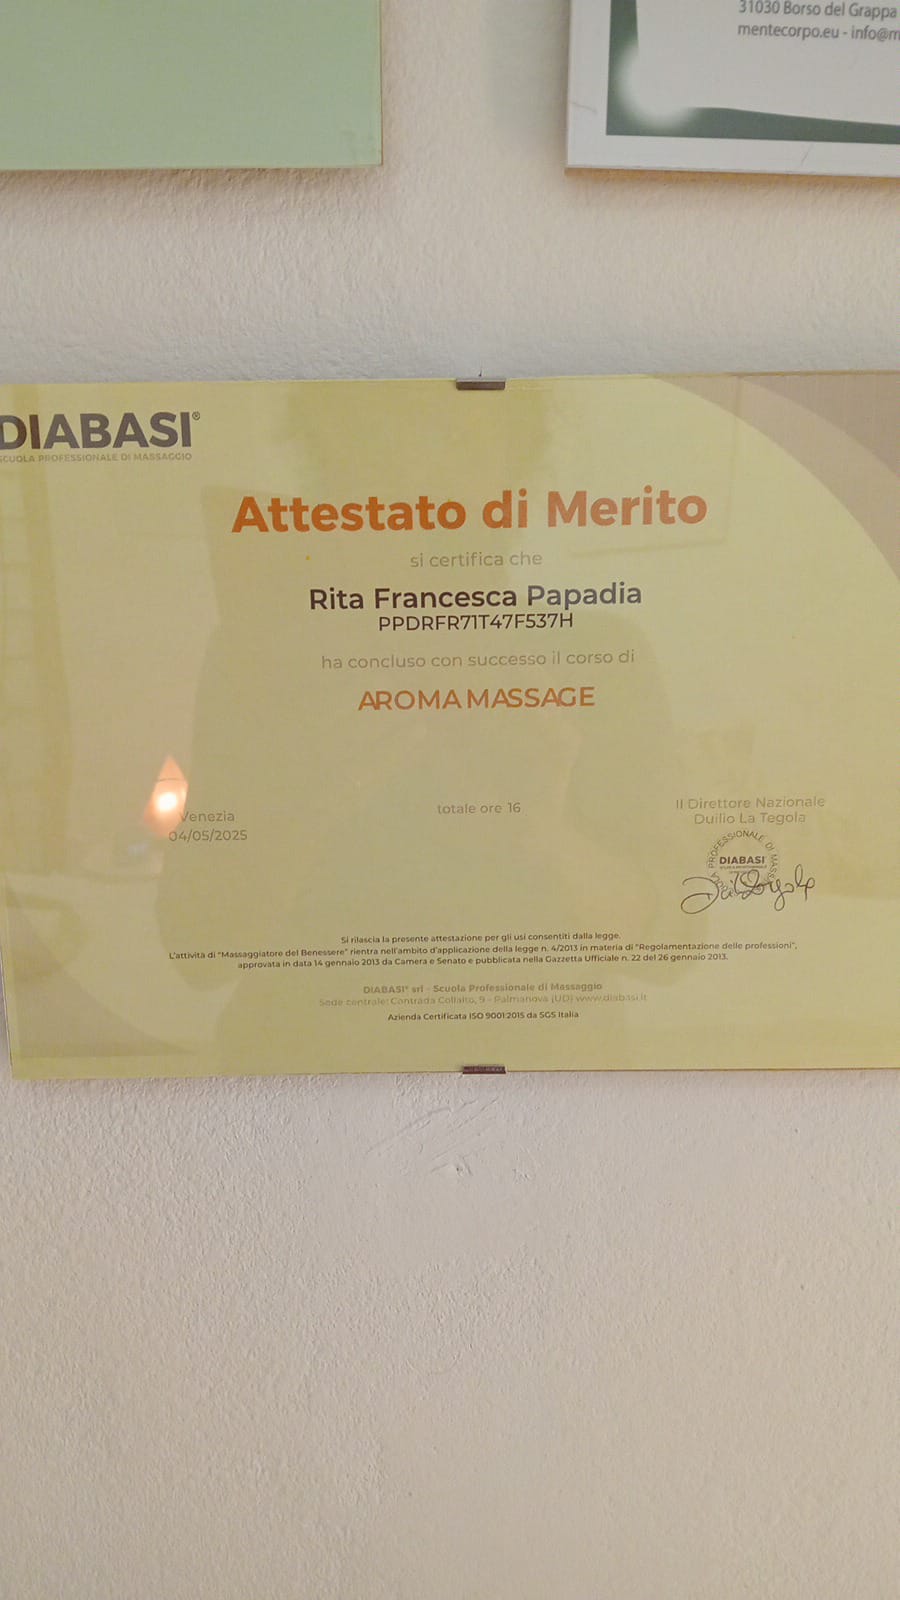 31030 Borso del Grappa
mentecorpo.eu - info@m
DIABASI®
SCUOLA PROFESSIONALE DI MASSAGGIO
Attestato di Merito
si certifica che
Rita Francesca Papadia
PPDRFR71T47F537H
ha concluso con successo il corso di
AROMA MASSAGE
Venezia
04/05/2025
totale ore 16
Il Direttore Nazionale
Duilio La Tegola
PROFESSIONALE DI MASS
DIABASI
Si rilascia la presente attestazione per gli usi consentiti dalla legge.
L'attività di "Massaggiatore del Benessere" rientra nell'ambito d'applicazione della legge n. 4/2013 in materia di "Regolamentazione delle professioni",
approvata in data 14 gennaio 2013 da Camera e Senato e pubblicata nella Gazzetta Ufficiale n. 22 del 26 gennaio 2013.
DIABASI® srl - Scuola Professionale di Massaggio
Sede centrale: Contrada Collalto, 9 - Palmanova (UD) www.diabasi.it
Azienda Certificata ISO 9001:2015 da SGS Italia